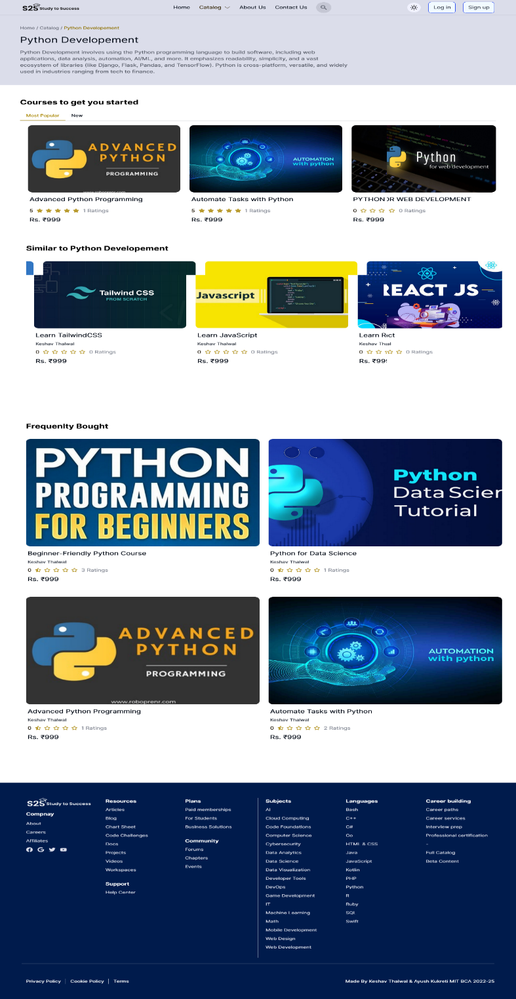 S2S Study to Success
Home
Catalog
About Us
Contact Us
Log in
Sign up
Home / Catalog / Python Developement
Python Developement
Python Development involves using the Python programming language to build software, including web
applications, data analysis, automation, AI/ML, and more. It emphasizes readability, simplicity, and a vast
ecosystem of libraries (like Django, Flask, Pandas, and TensorFlow). Python is cross-platform, versatile, and widely
used in industries ranging from tech to finance.
Courses to get you started
Most Popular
New
ADVANCED
PYTHON
PROGRAMMING
www.roboprenr.com
AUTOMATION
with python
Python
for web development
Advanced Python Programming
5 1 Ratings
Rs. ₹999
Automate Tasks with Python
5 1 Ratings
Rs. ₹999
PYTHON WEB DEVELOPMENT
0 0 Ratings
Rs. ₹999
Similar to Python Developement
Tailwind CSS
FROM SCRATCH
Javascript
REACT JS
Learn TailwindCSS
Keshav Thalwal
0 0 Ratings
Rs. ₹999
Learn JavaScript
Keshav Thalwal
0 0 Ratings
Rs. ₹999
Learn
Keshav
0 0 Ratings
Rs.
Frequenlty Bought
PYTHON
PROGRAMMING
FOR BEGINNERS
Python
Data Scien
Tutorial
Beginner-Friendly Python Course
Keshav Thalwal
0 3 Ratings
Rs. ₹999
Python for Data Science
Keshav Thalwal
0 1 Ratings
Rs. ₹999
ADVANCED
PYTHON
PROGRAMMING
www.roboprenr.com
AUTOMATION
with python
Advanced Python Programming
Keshav Thalwal
0 1 Ratings
Rs. ₹999
Automate Tasks with Python
Keshav Thalwal
0 2 Ratings
Rs. ₹999
S2S Study to Success
Compnay
About
Careers
Affiliates
Resources
Articles
Blog
Chart Sheet
Code Challenges
Docs
Projects
Videos
Workspaces
Support
Help Center
Plans
Paid memberships
For Students
Business Solutions
Community
Forums
Chapters
Events
Subjects
AI
Cloud Computing
Code Foundations
Computer Science
Cybersecurity
Data Analytics
Data Science
Data Visualization
Developer Tools
DevOps
Game Development
IT
Machine Learning
Math
Mobile Development
Web Design
Web Development
Languages
Bash
C++
C#
Go
HTML & CSS
Java
JavaScript
Kotlin
PHP
Python
R
Ruby
SQL
Swift
Career building
Career paths
Career services
Interview prep
Professional certification
-
Full Catalog
Beta Content
Privacy Policy
Cookie Policy
Terms
Made By Keshav Thalwal & Ayush Kukreti MIT BCA 2022-25